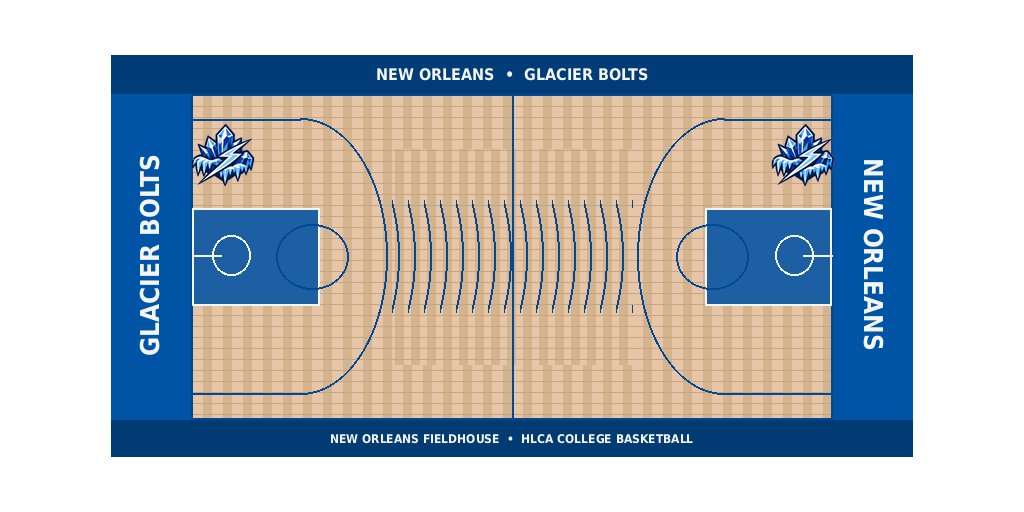 NEW ORLEANS • GLACIER BOLTS
GLACIER BOLTS
NEW ORLEANS
NEW ORLEANS FIELDHOUSE • HLCA COLLEGE BASKETBALL